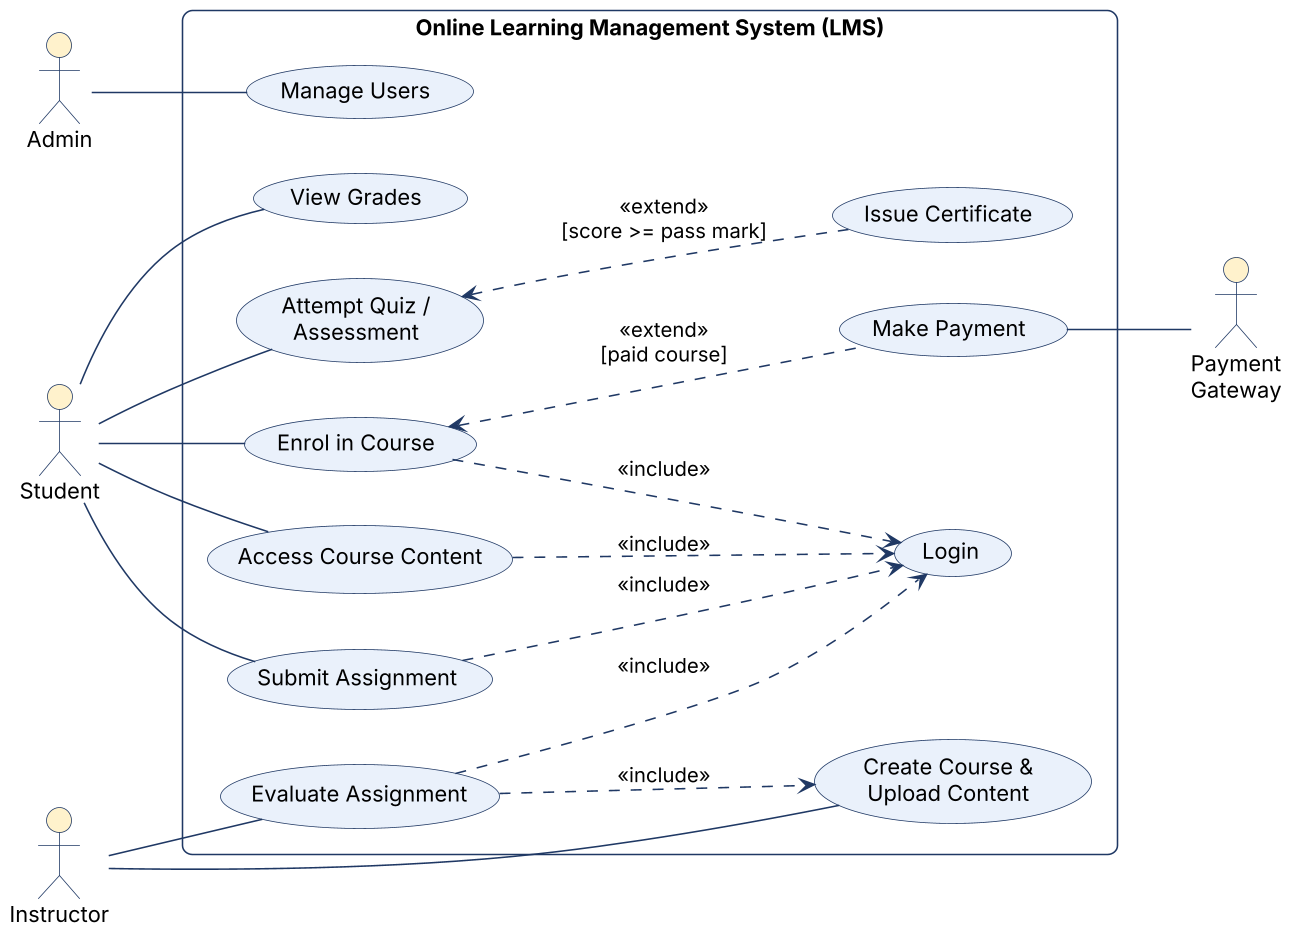 Online Learning Management System (LMS)
Admin
Manage Users
View Grades
«extend»
[score >= pass mark]
Issue Certificate
Attempt Quiz /
Assessment
«extend»
[paid course]
Make Payment
Payment
Gateway
Student
Enrol in Course
«include»
Access Course Content
«include»
Login
«include»
Submit Assignment
«include»
Evaluate Assignment
«include»
Create Course &
Upload Content
Instructor